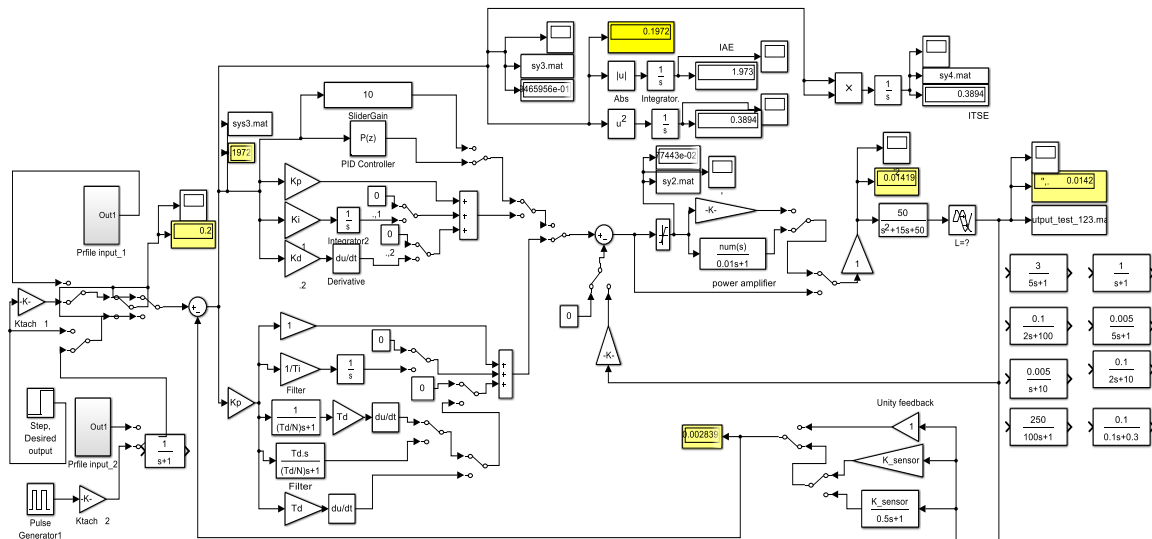 0.1972
IAE
sy3.mat
465956e-01
|u|
1
s
1.973
Abs
Integrator.
u²
1
s
0.3894
×
1
s
sy4.mat
0.3894
ITSE
10
SliderGain
P(z)
PID Controller
sys3.mat
1972
Out1
Prfile input_1
0.2
Kp
0
Ki
1
s
.,1
Integrator2
0
1
Kd
du/dt
.,2
Derivative
.2
+
+
+
77443e-02
sy2.mat
-K-
num(s)
0.01s+1
power amplifier
0.01419
1
50
s²+15s+50
L=?
0.0142
utput_test_123.ma
+
-
0
-K-
-K-
Ktach 1
+
-
3
5s+1
1
s+1
0.1
2s+100
0.005
5s+1
0.005
s+10
0.1
2s+10
250
100s+1
0.1
0.1s+0.3
1
0
1/Ti
1
s
Filter
0
+
+
+
Kp
1
(Td/N)s+1
Td
du/dt
Td.s
(Td/N)s+1
Filter
Td
du/dt
Step,
Desired
output
Out1
Prfile input_2
1
s+1
Pulse
Generator1
-K-
Ktach 2
0.002839
Unity feedback
1
K_sensor
K_sensor
0.5s+1